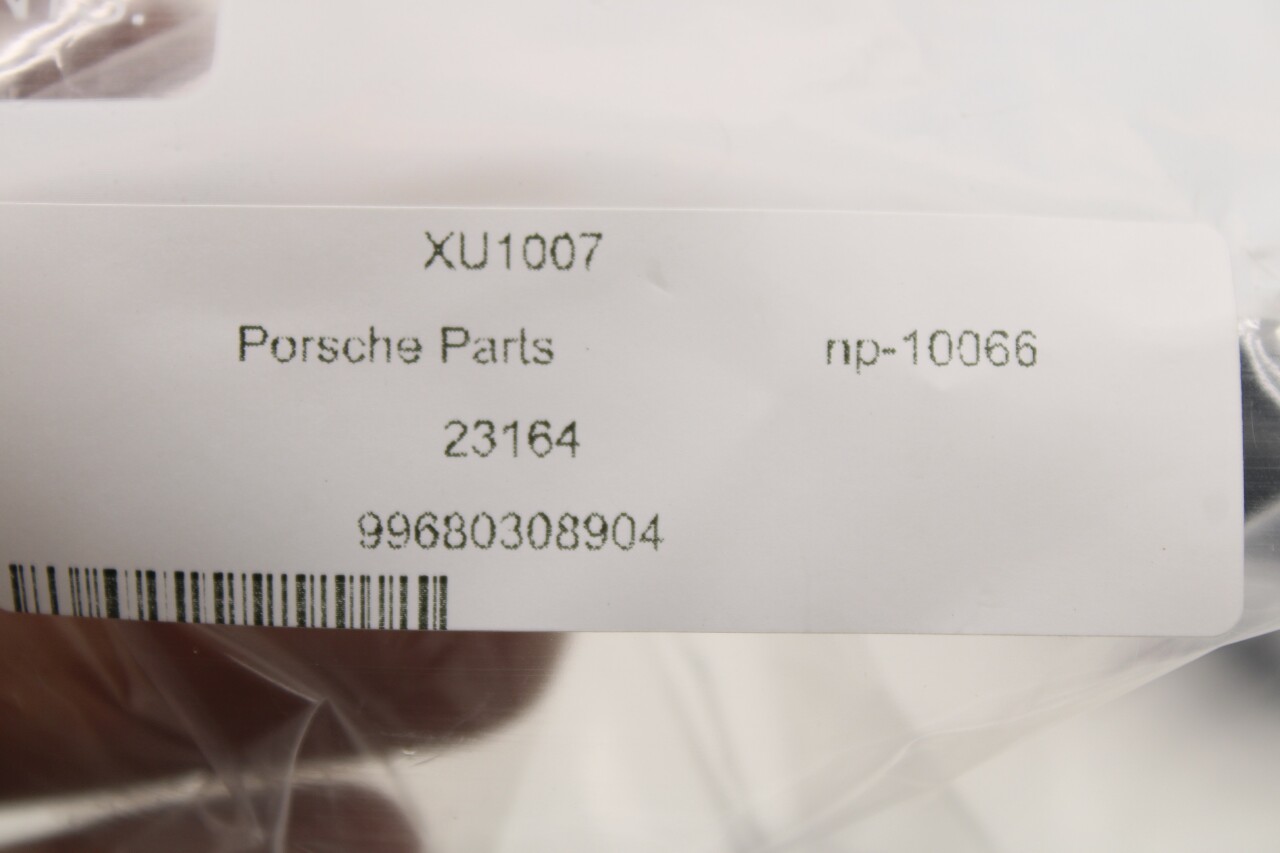 XU1007
Porsche Parts np-10066
23164
99680308904